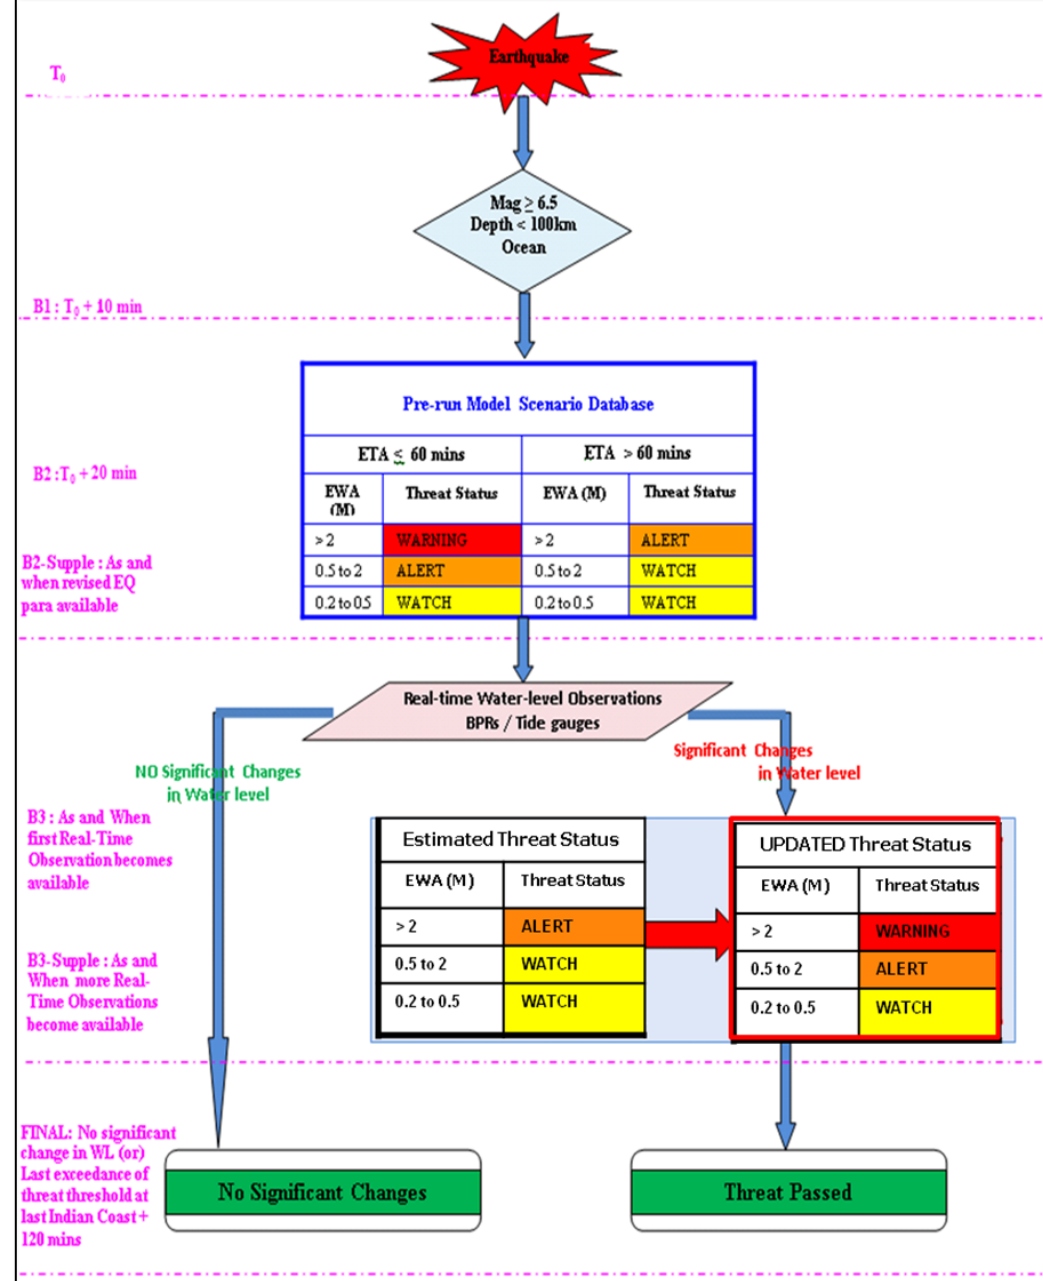 Earthquake
T₀
Mag ≥ 6.5
Depth < 100km
Ocean
B1 : T₀ + 10 min
Pre-run Model Scenario Database
ETA ≤ 60 mins ETA > 60 mins
EWA (M) Threat Status EWA (M) Threat Status
> 2 WARNING > 2 ALERT
0.5 to 2 ALERT 0.5 to 2 WATCH
0.2 to 0.5 WATCH 0.2 to 0.5 WATCH
B2 :T₀ + 20 min
B2-Supple : As and
when revised EQ
para available
Real-time Water-level Observations
BPRs / Tide gauges
NO Significant Changes
in Water level
Significant Changes
in Water level
B3 : As and When
first Real-Time
Observation becomes
available
B3-Supple : As and
When more Real-
Time Observations
become available
Estimated Threat Status
EWA (M) Threat Status
> 2 ALERT
0.5 to 2 WATCH
0.2 to 0.5 WATCH
UPDATED Threat Status
EWA (M) Threat Status
> 2 WARNING
0.5 to 2 ALERT
0.2 to 0.5 WATCH
FINAL: No significant
change in WL (or)
Last exceedance of
threat threshold at
last Indian Coast +
120 mins
No Significant Changes
Threat Passed